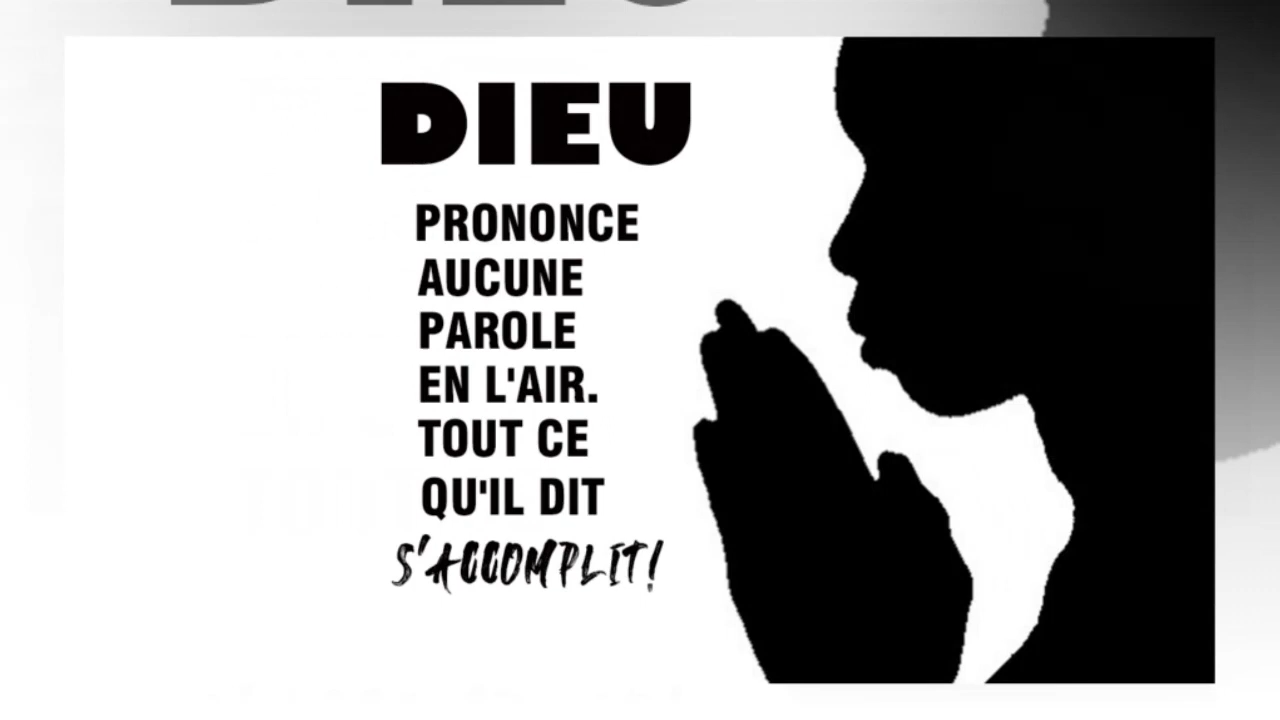 DIEU
PRONONCE
AUCUNE
PAROLE
EN L'AIR.
TOUT CE
QU'IL DIT
S'ACCOMPLIT!